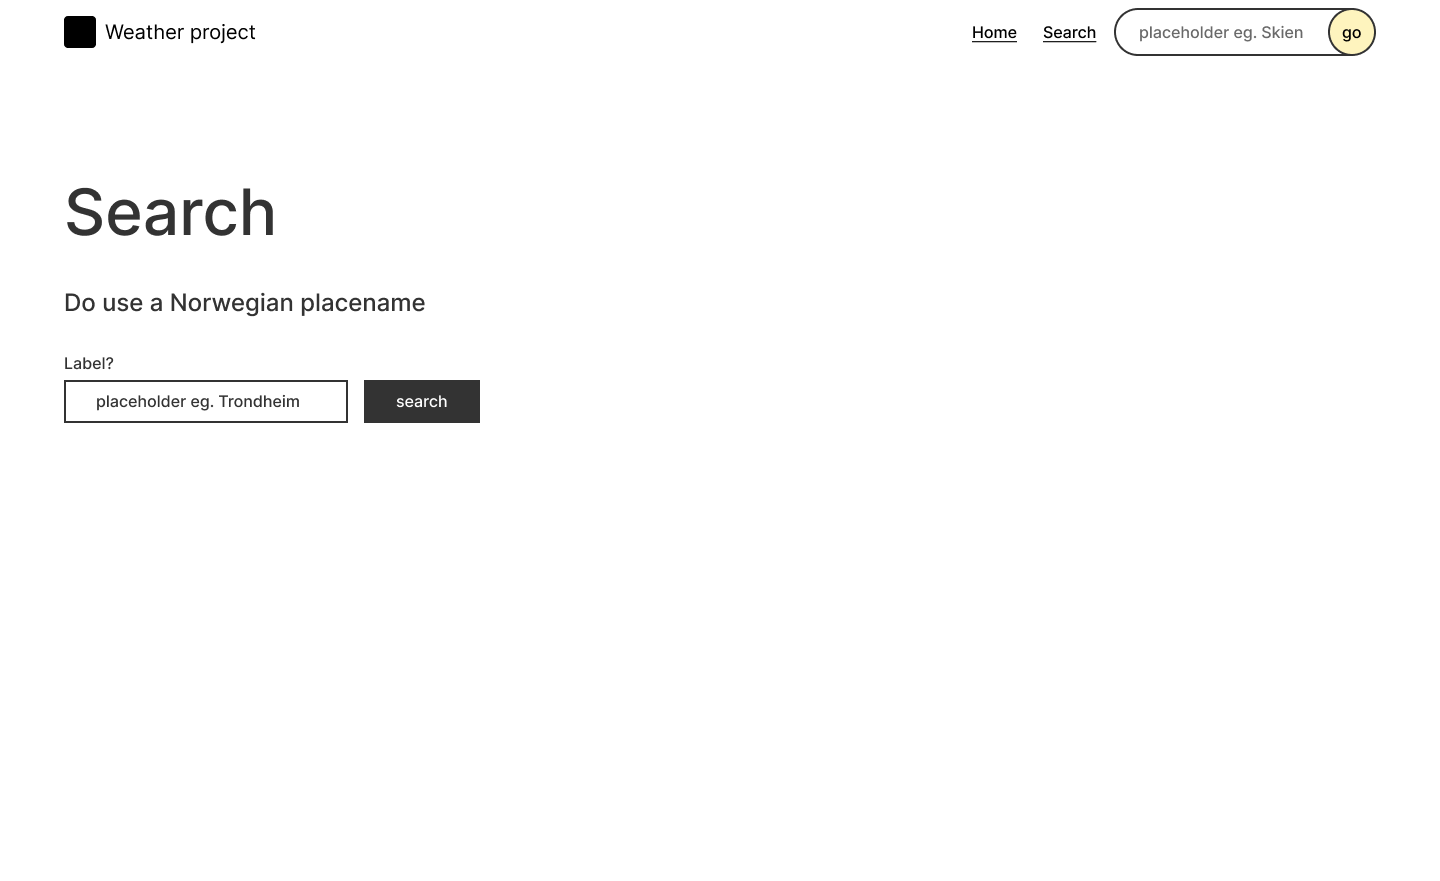 Weather project
Home
Search
placeholder eg. Skien
go
Search
Do use a Norwegian placename
Label?
placeholder eg. Trondheim
search